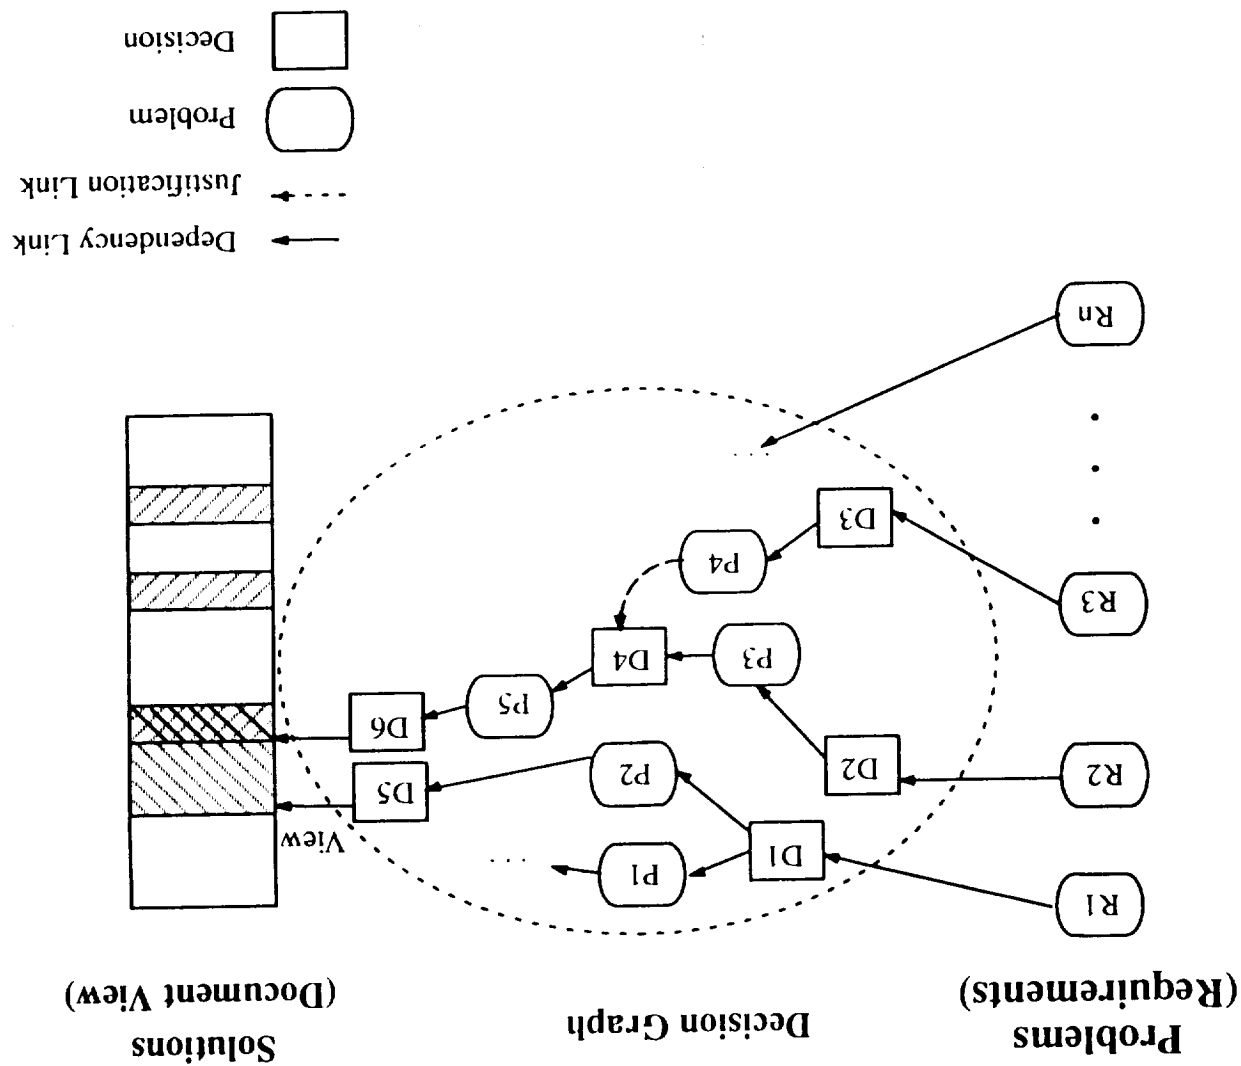 Problems
(Requirements)
Decision Graph
Solutions
(Document View)
R1
D1
P1
. . . .
View
R2
D2
P2
D5
P3
D4
P5
D6
R3
D3
P4
. . . .
Rn
Dependency Link
Justification Link
Problem
Decision